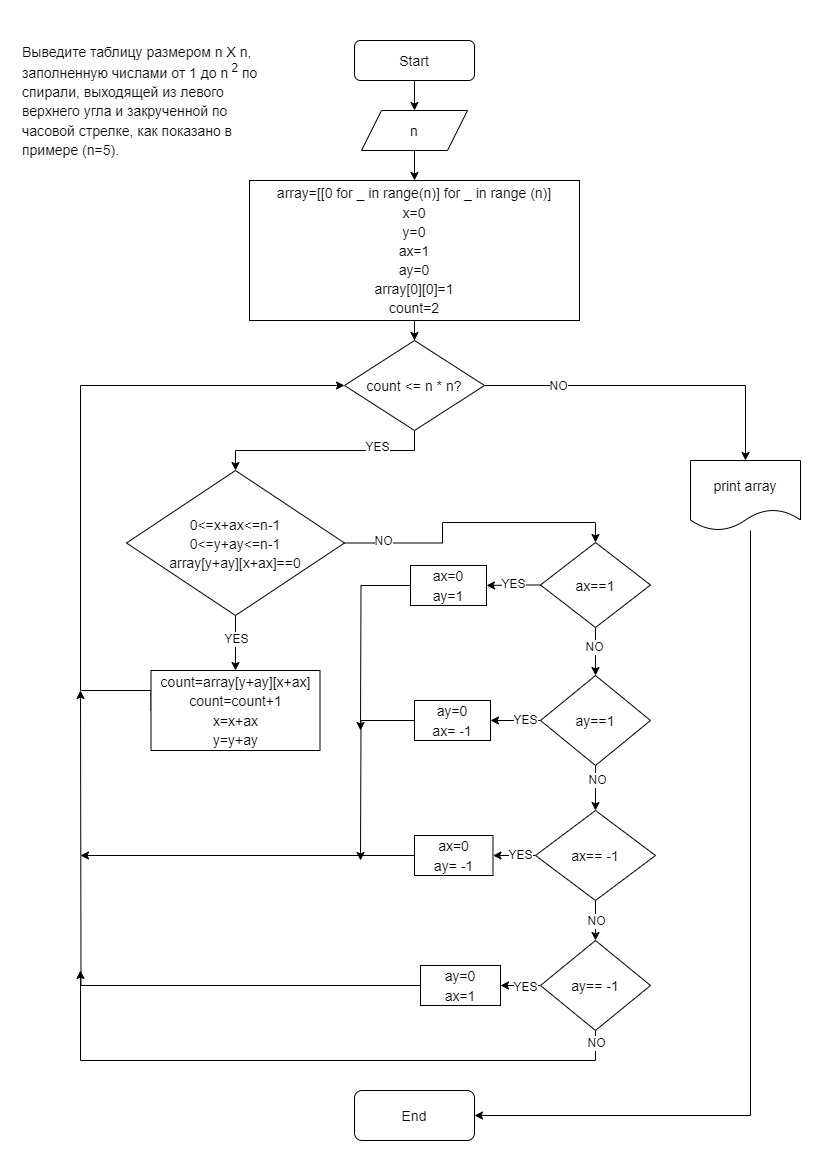 Выведите таблицу размером n X n,
заполненную числами от 1 до n 2 по
спирали, выходящей из левого
верхнего угла и закрученной по
часовой стрелке, как показано в
примере (n=5).
Start
n
array=[[0 for _ in range(n)] for _ in range (n)]
x=0
y=0
ax=1
ay=0
array[0][0]=1
count=2
count <= n * n?
NO
YES
print array
0<=x+ax<=n-1
0<=y+ay<=n-1
array[y+ay][x+ax]==0
NO
ax=0
ay=1
YES
ax==1
YES
NO
count=array[y+ay][x+ax]
count=count+1
x=x+ax
y=y+ay
ay=0
ax= -1
YES
ay==1
NO
ax=0
ay= -1
YES
ax== -1
NO
ay=0
ax=1
YES
ay== -1
NO
End